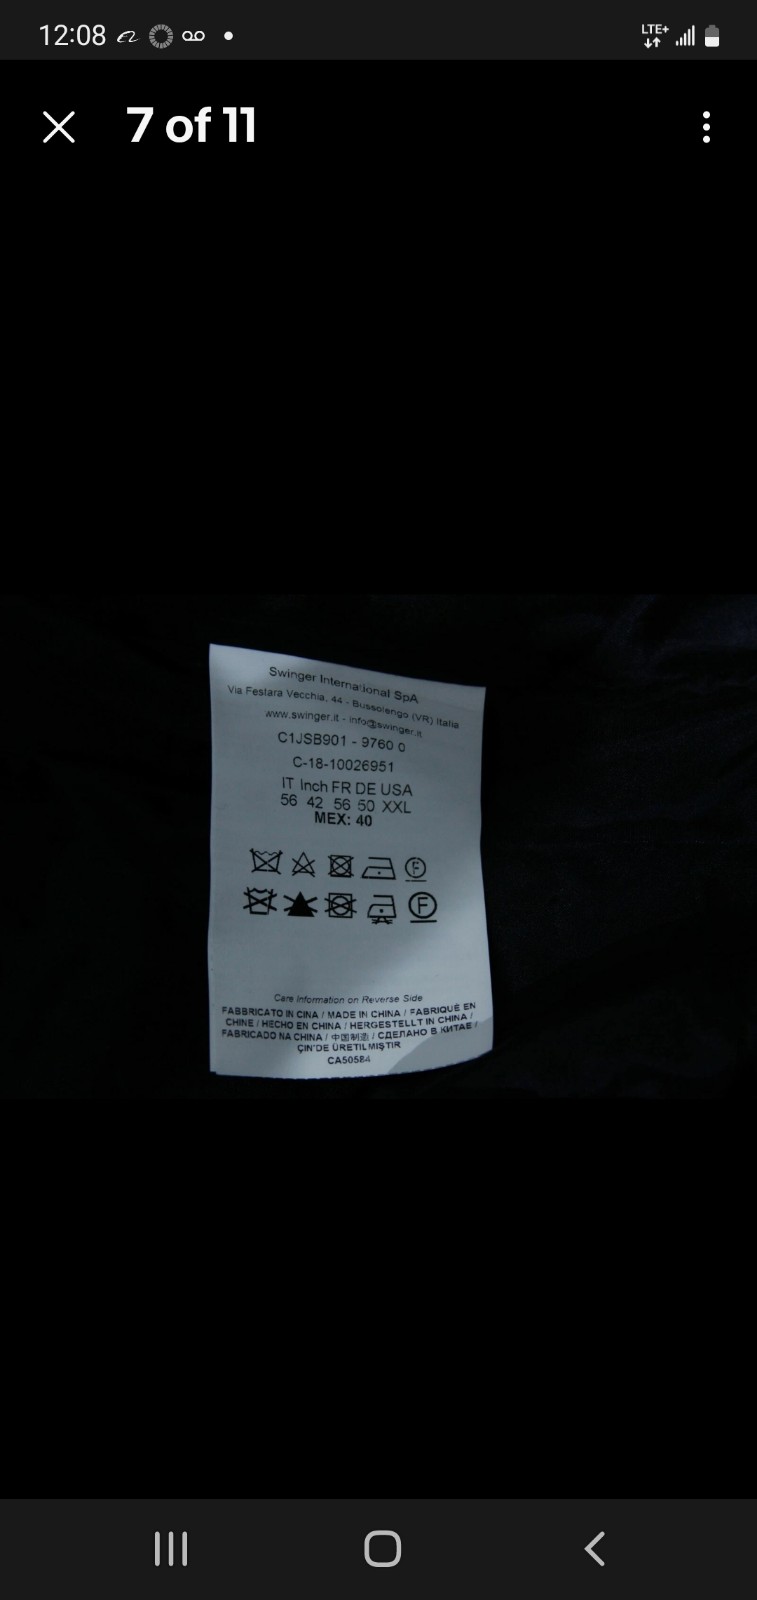 12:08
LTE+
7 of 11
Swinger International SpA
Via Festara Vecchia, 44 - Bussolengo (VR) Italia
www.swinger.it - info@swinger.it
C1JSB901 - 9760 0
C-18-10026951
IT Inch FR DE USA
56 42 56 50 XXL
MEX: 40
F
F
Care Information on Reverse Side
FABBRICATO IN CINA / MADE IN CHINA / FABRIQUÉ EN
CHINE / HECHO EN CHINA / HERGESTELLT IN CHINA /
FABRICADO NA CHINA / 中国制造 / СДЕЛАНО В КИТАЕ /
ÇIN'DE ÜRETILMIŞTIR
CA50584